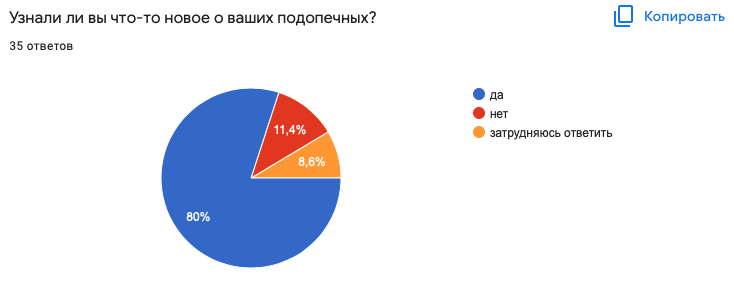 Узнали ли вы что-то новое о ваших подопечных?
Копировать
35 ответов
да
нет
затрудняюсь ответить
11,4%
8,6%
80%